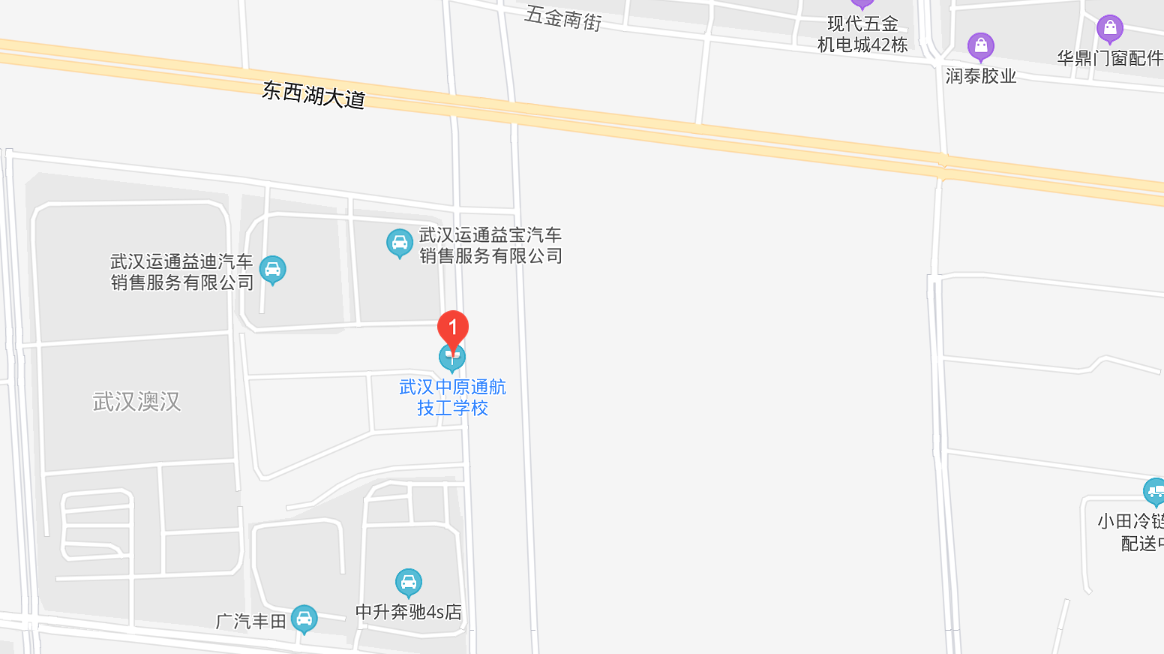 五金南街
现代五金
机电城42栋
华鼎门窗配件
润泰胶业
东西湖大道
武汉运通益宝汽车
销售服务有限公司
武汉运通益迪汽车
销售服务有限公司
1
武汉中原通航
技工学校
武汉澳汉
小田冷链
配送中
中升奔驰4s店
广汽丰田